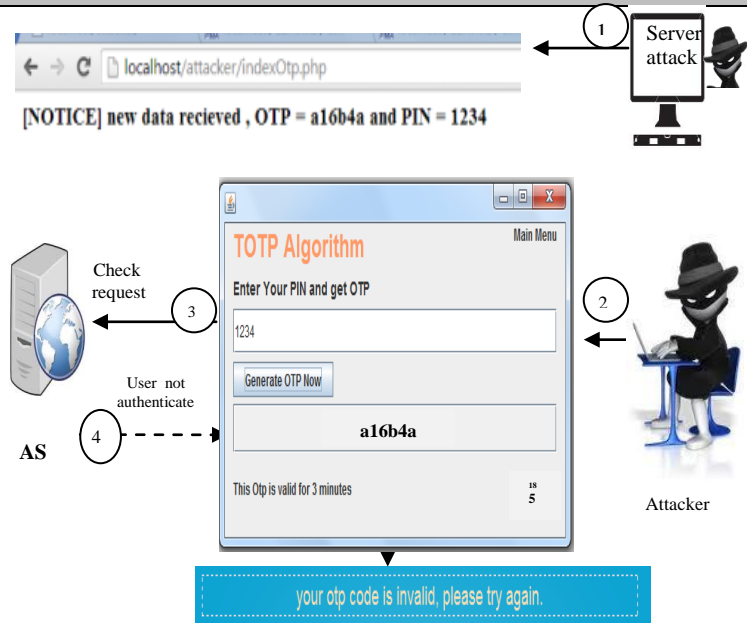 1
Server
attack
localhost/attacker/indexOtp.php
[NOTICE] new data recieved , OTP = a16b4a and PIN = 1234
TOTP Algorithm
Main Menu
Enter Your PIN and get OTP
1234
Generate OTP Now
a16b4a
This Otp is valid for 3 minutes
18
5
2
Attacker
Check
request
3
User not
authenticate
4
AS
your otp code is invalid, please try again.